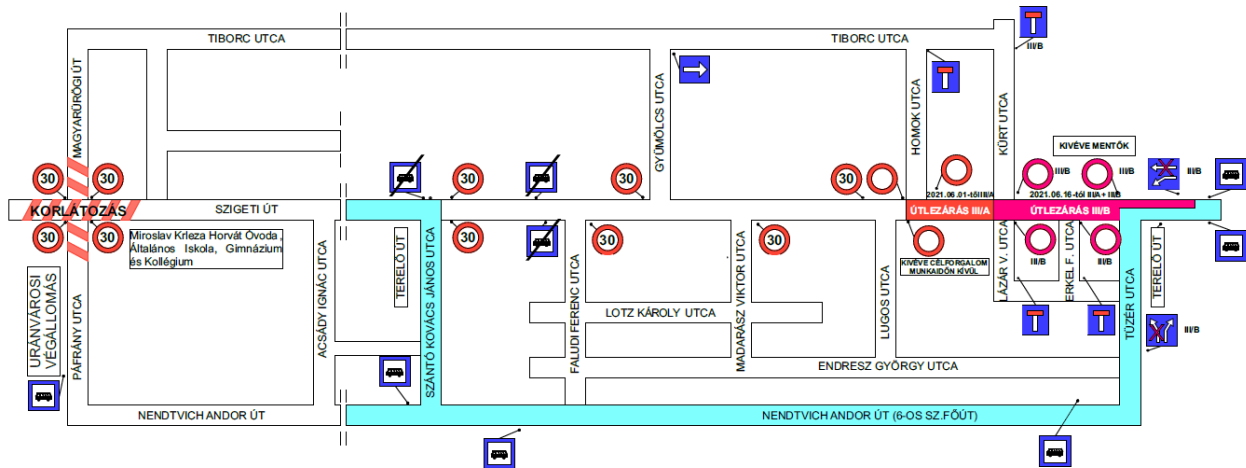 TIBORC UTCA
TIBORC UTCA
III/B
MAGYARÜRÖGI ÚT
GYÜMÖLCS UTCA
HOMOK UTCA
KÜRT UTCA
KIVÉVE MENTŐK
30
30
30
30
30
III/B
III/B
III/B
2021.06.01-től III/A
2021.06.16-tól III/A + III/B
KORLÁTOZÁS
SZIGETI ÚT
ÚTLEZÁRÁS III/A
ÚTLEZÁRÁS III/B
30
30
30
30
Miroslav Krleza Horvát Óvoda,
Általános Iskola, Gimnázium
és Kollégium
KIVÉVE CÉLFORGALOM
MUNKAIDŐN KÍVÜL
III/B
III/B
URÁNVÁROSI
VÉGÁLLOMÁS
PÁFRÁNY UTCA
ACSÁDY IGNÁC UTCA
TERELŐ ÚT
SZÁNTÓ KOVÁCS JÁNOS UTCA
FALUDI FERENC UTCA
LOTZ KÁROLY UTCA
MADARÁSZ VIKTOR UTCA
LUGOS UTCA
LÁZÁR V. UTCA
ERKEL F. UTCA
TÜZÉR UTCA
TERELŐ ÚT
III/B
ENDRESZ GYÖRGY UTCA
NENDTVICH ANDOR ÚT
NENDTVICH ANDOR ÚT (6-OS SZ.FŐÚT)